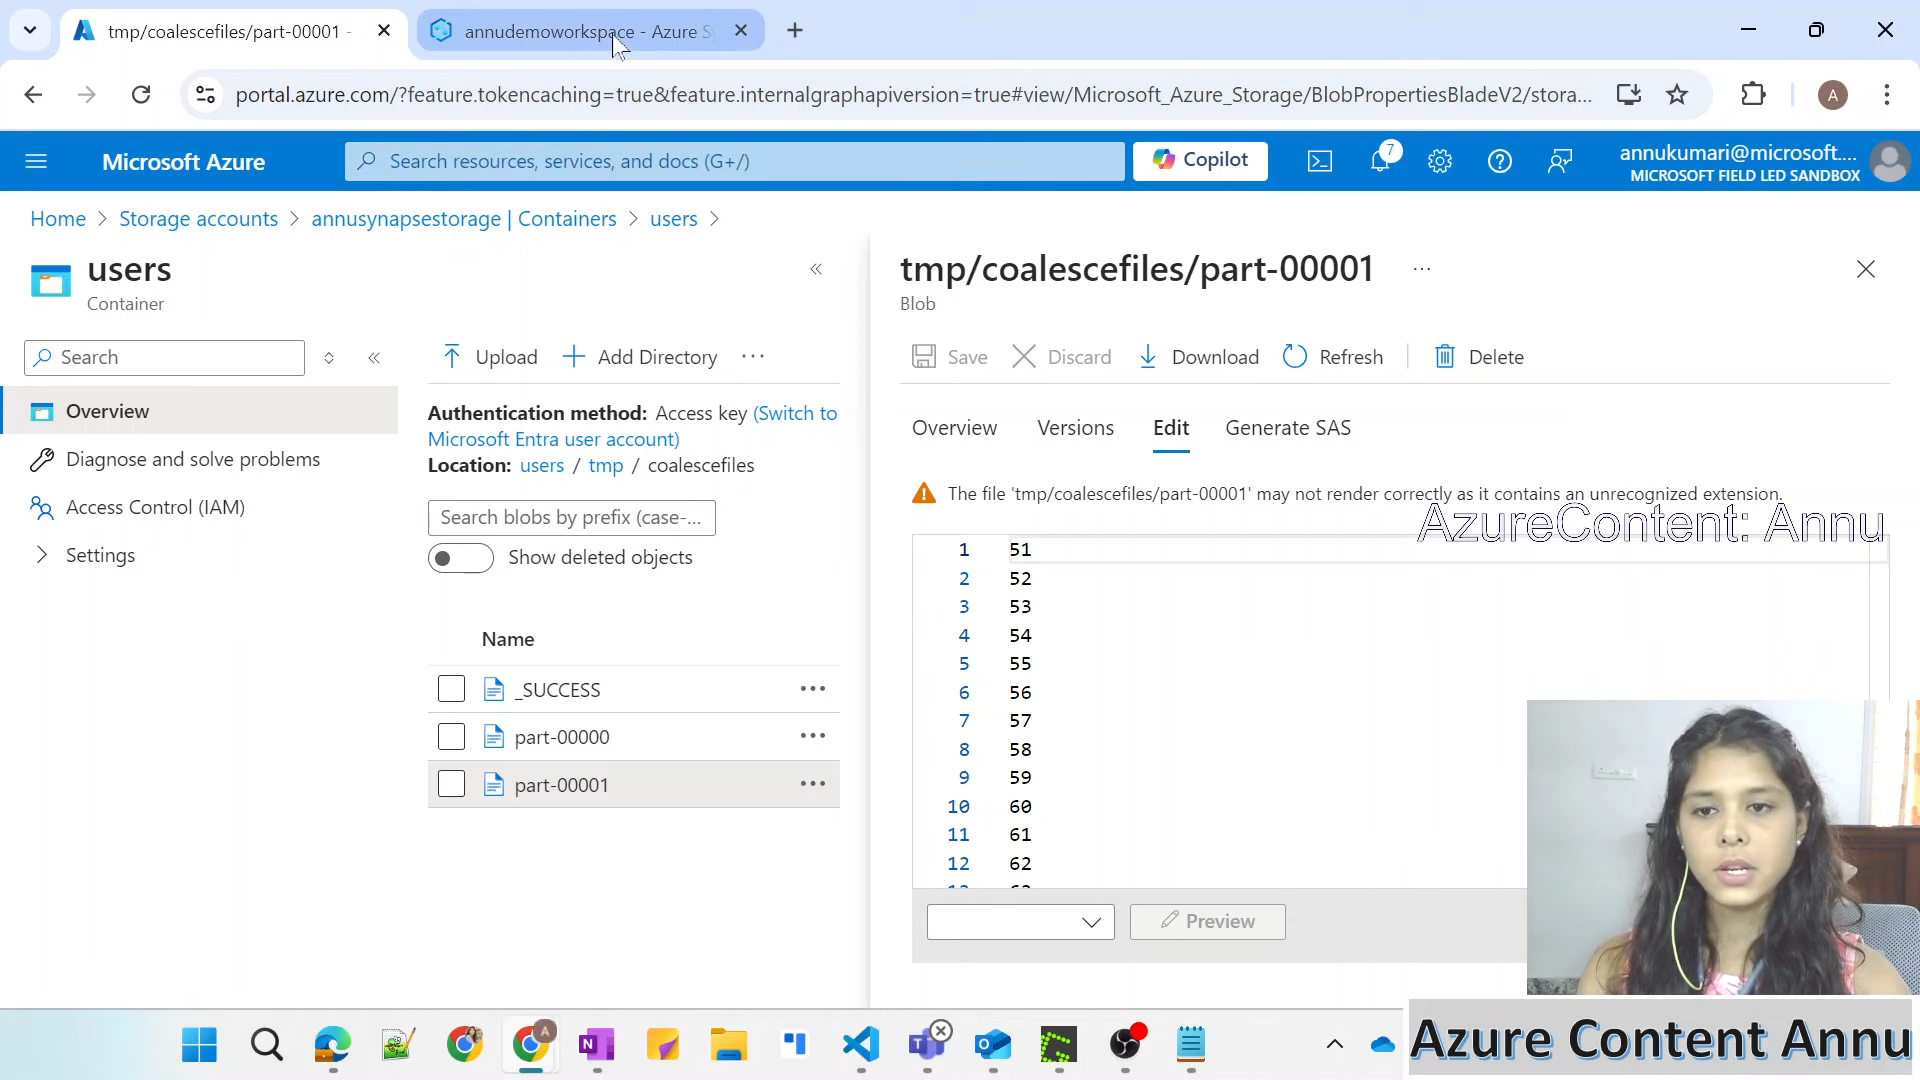 tmp/coalescefiles/part-00001 -
annudemoworkspace - Azure Sy
portal.azure.com/?feature.tokencaching=true&feature.internalgraphapiversion=true#view/Microsoft_Azure_Storage/BlobPropertiesBladeV2/stora...
A
Microsoft Azure
Search resources, services, and docs (G+/)
Copilot
7
annukumari@microsoft....
MICROSOFT FIELD LED SANDBOX
Home > Storage accounts > annusynapsestorage | Containers > users >
users
Container
Search
Overview
Diagnose and solve problems
Access Control (IAM)
Settings
Upload
Add Directory
...
Authentication method: Access key (Switch to
Microsoft Entra user account)
Location: users / tmp / coalescefiles
Search blobs by prefix (case-...
Show deleted objects
Name
_SUCCESS
part-00000
part-00001
tmp/coalescefiles/part-00001
...
Blob
Save
Discard
Download
Refresh
Delete
Overview
Versions
Edit
Generate SAS
The file 'tmp/coalescefiles/part-00001' may not render correctly as it contains an unrecognized extension.
AzureContent: Annu
1 51
2 52
3 53
4 54
5 55
6 56
7 57
8 58
9 59
10 60
11 61
12 62
Preview
A
Azure Content Annu